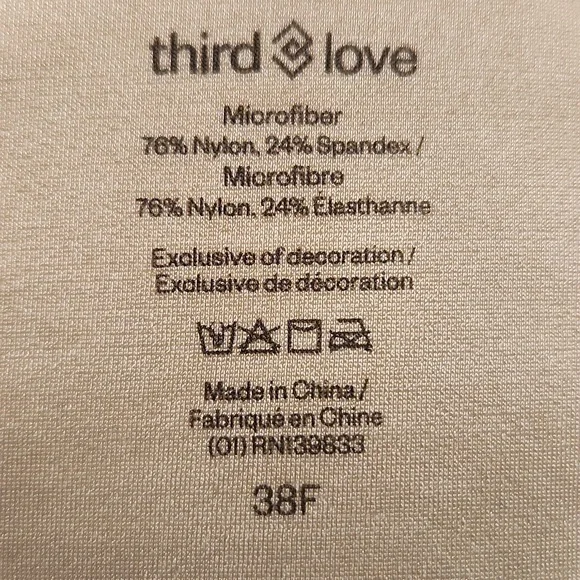 third love
Microfiber
76% Nylon, 24% Spandex /
Microfibre
76% Nylon, 24% Élasthanne
Exclusive of decoration /
Exclusive de décoration
Made in China /
Fabriqué en Chine
(01) RN139833
38F